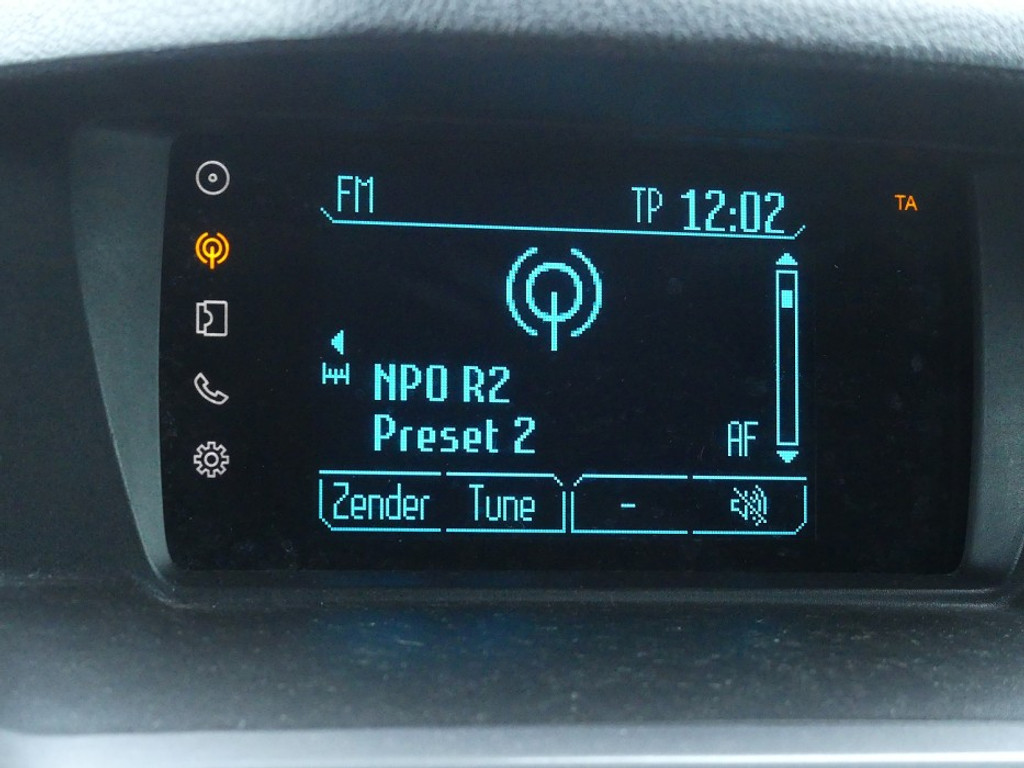 FM TP 12:02 TA
NPO R2
Preset 2 AF
Zender Tune -